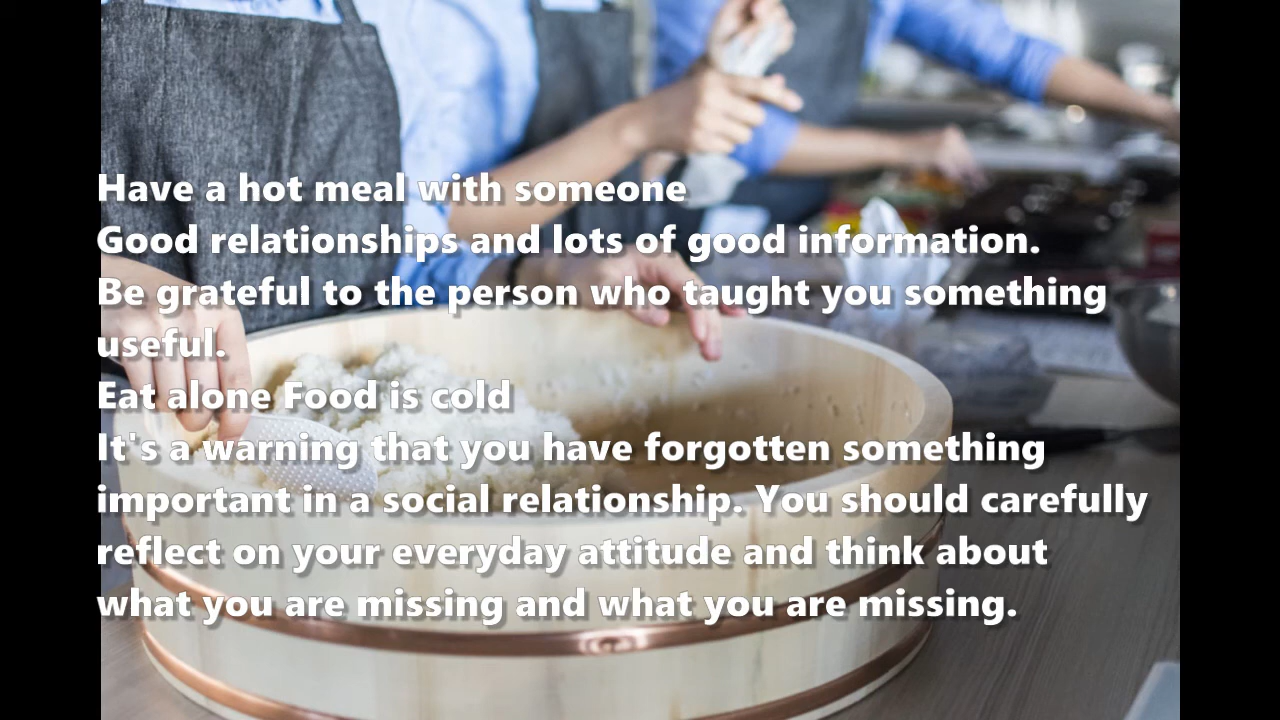 Have a hot meal with someone
Good relationships and lots of good information.
Be grateful to the person who taught you something
useful.
Eat alone Food is cold
It's a warning that you have forgotten something
important in a social relationship. You should carefully
reflect on your everyday attitude and think about
what you are missing and what you are missing.